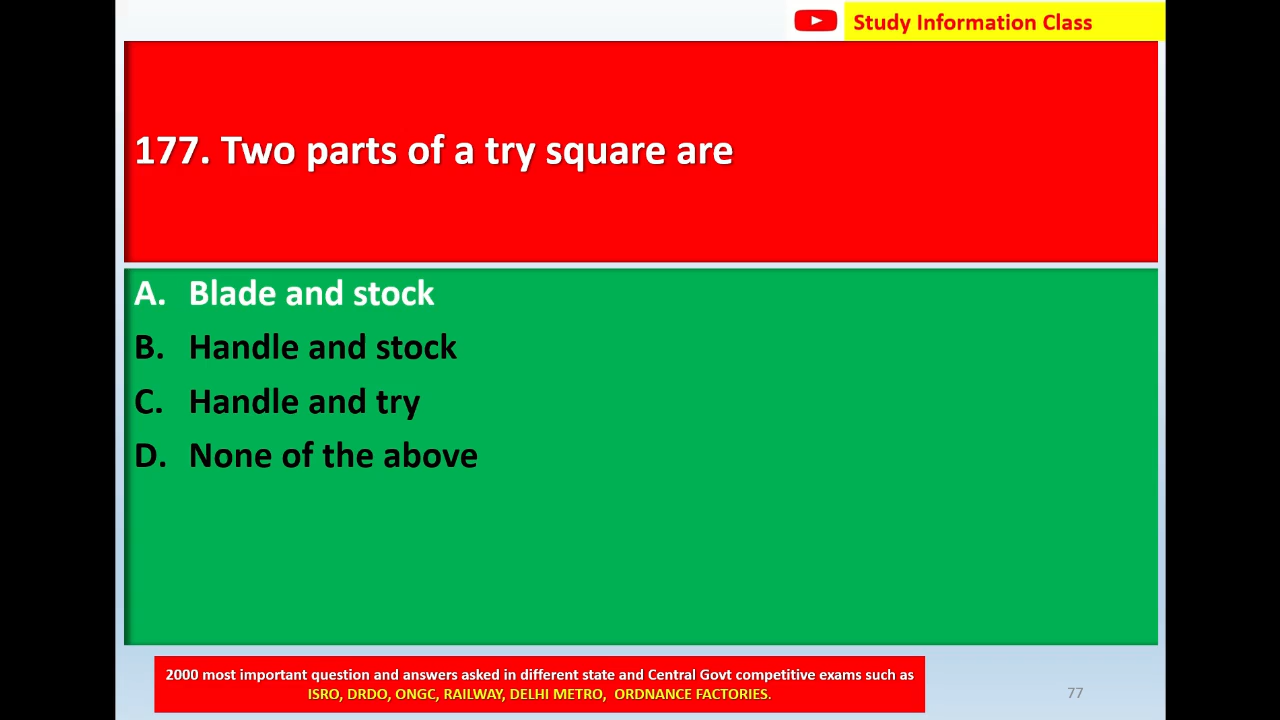 Study Information Class
177. Two parts of a try square are
A. Blade and stock
B. Handle and stock
C. Handle and try
D. None of the above
2000 most important question and answers asked in different state and Central Govt competitive exams such as
ISRO, DRDO, ONGC, RAILWAY, DELHI METRO, ORDNANCE FACTORIES.
77